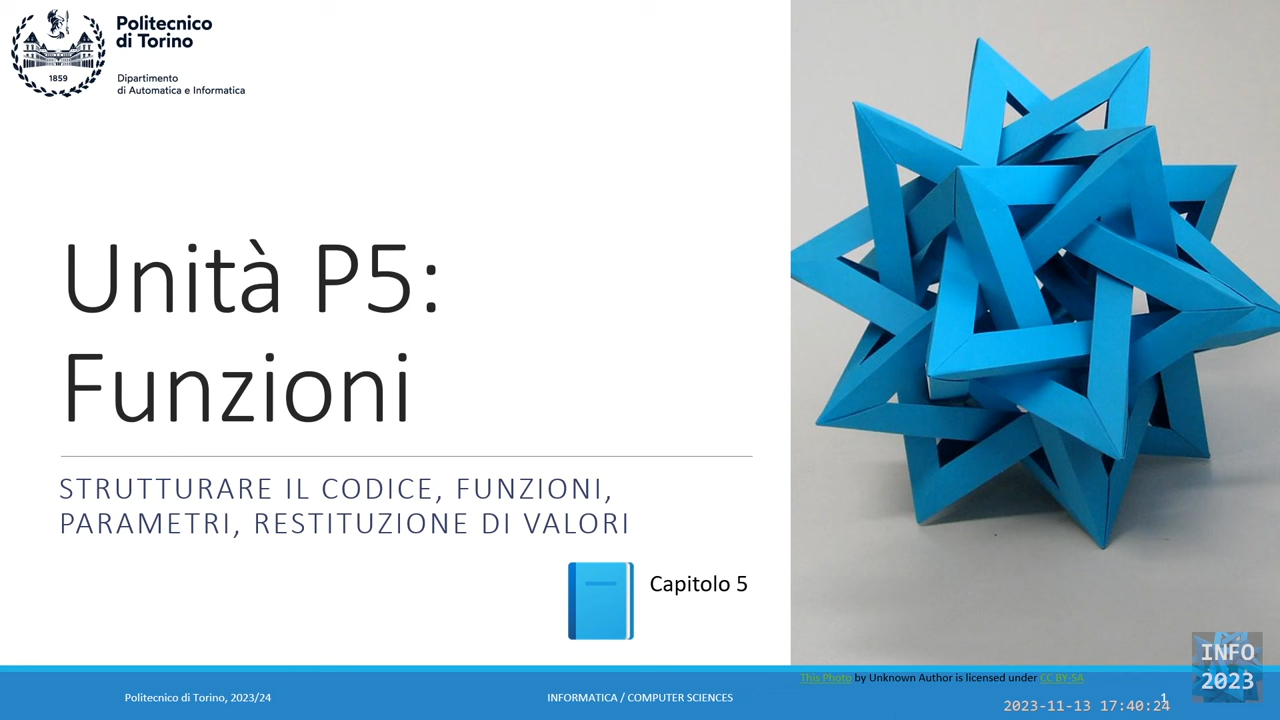 Politecnico
di Torino
1859
Dipartimento
di Automatica e Informatica
Unità P5:
Funzioni
STRUTTURARE IL CODICE, FUNZIONI,
PARAMETRI, RESTITUZIONE DI VALORI
Capitolo 5
This Photo by Unknown Author is licensed under CC BY-SA
Politecnico di Torino, 2023/24
INFORMATICA / COMPUTER SCIENCES
1
INFO
2023
2023-11-13 17:40:24